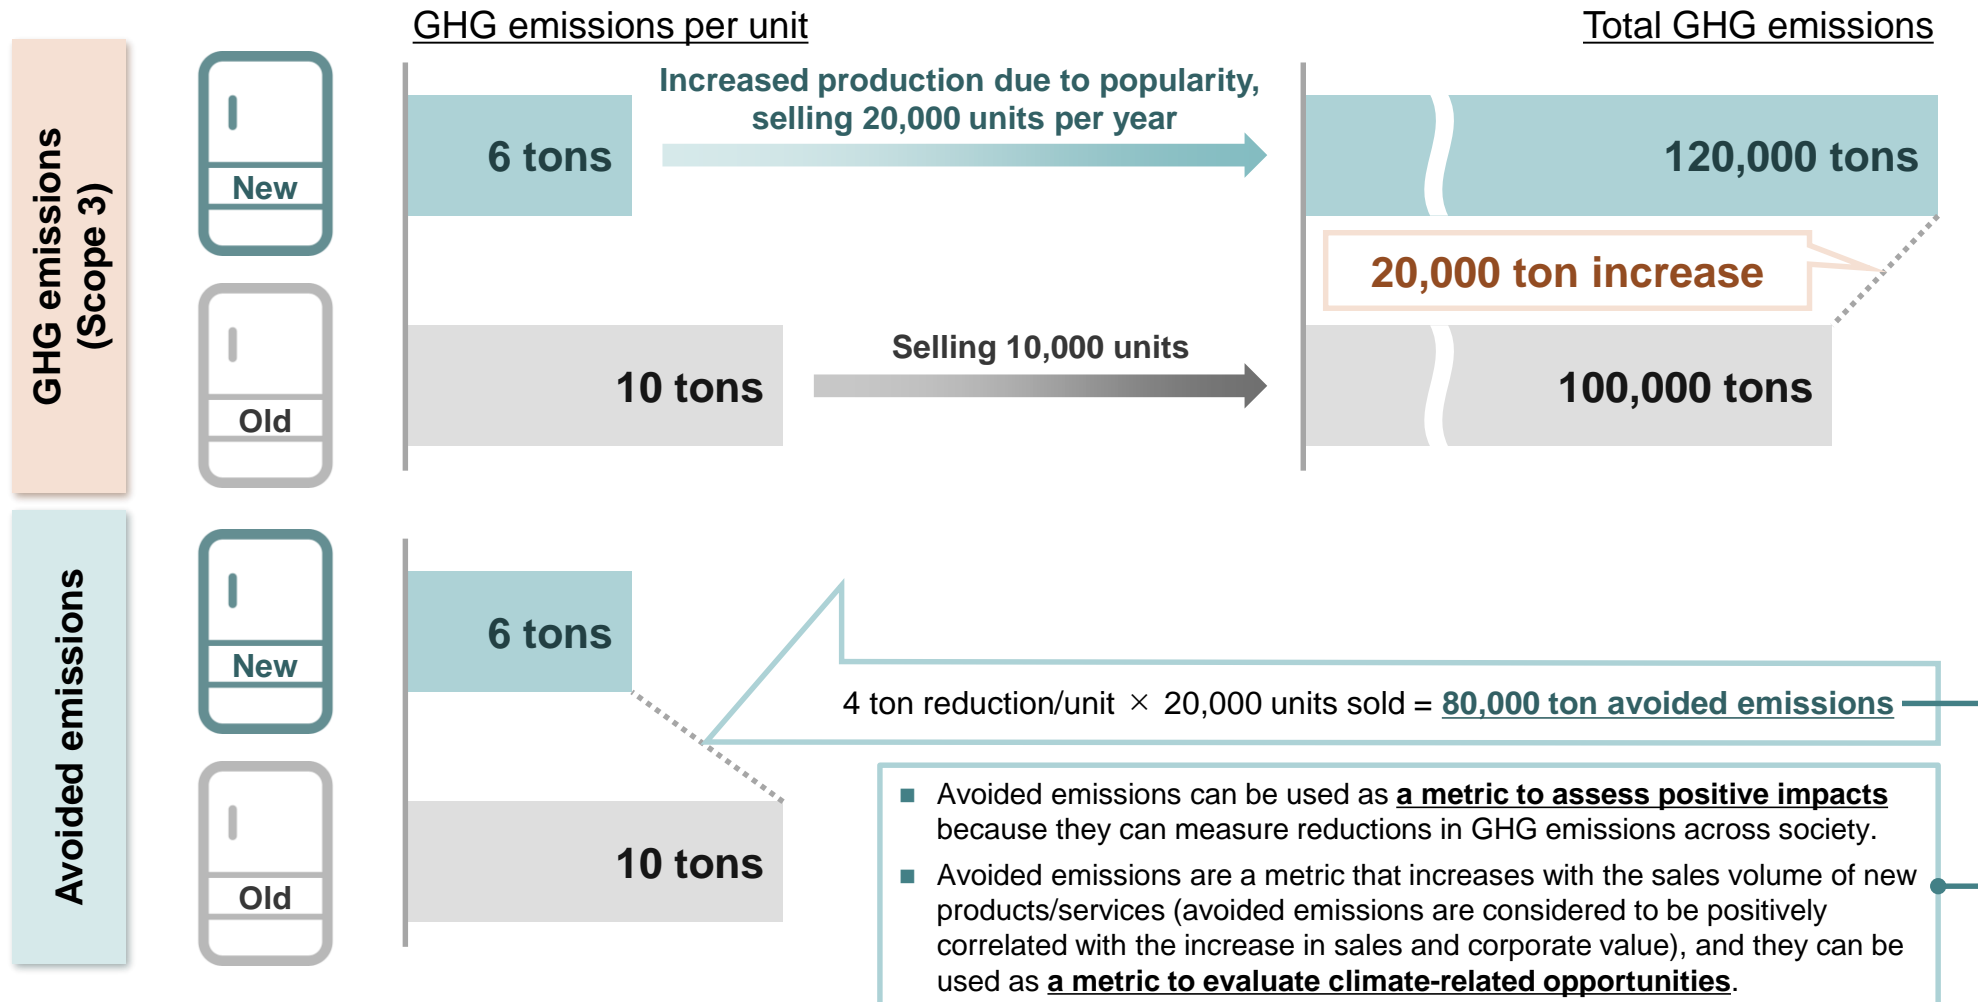 GHG emissions per unit
Total GHG emissions
GHG emissions
(Scope 3)
New
6 tons
Increased production due to popularity,
selling 20,000 units per year
120,000 tons
20,000 ton increase
Old
10 tons
Selling 10,000 units
100,000 tons
Avoided emissions
New
6 tons
4 ton reduction/unit × 20,000 units sold = 80,000 ton avoided emissions
Old
10 tons
■ Avoided emissions can be used as a metric to assess positive impacts
because they can measure reductions in GHG emissions across society.
■ Avoided emissions are a metric that increases with the sales volume of new
products/services (avoided emissions are considered to be positively
correlated with the increase in sales and corporate value), and they can be
used as a metric to evaluate climate-related opportunities.